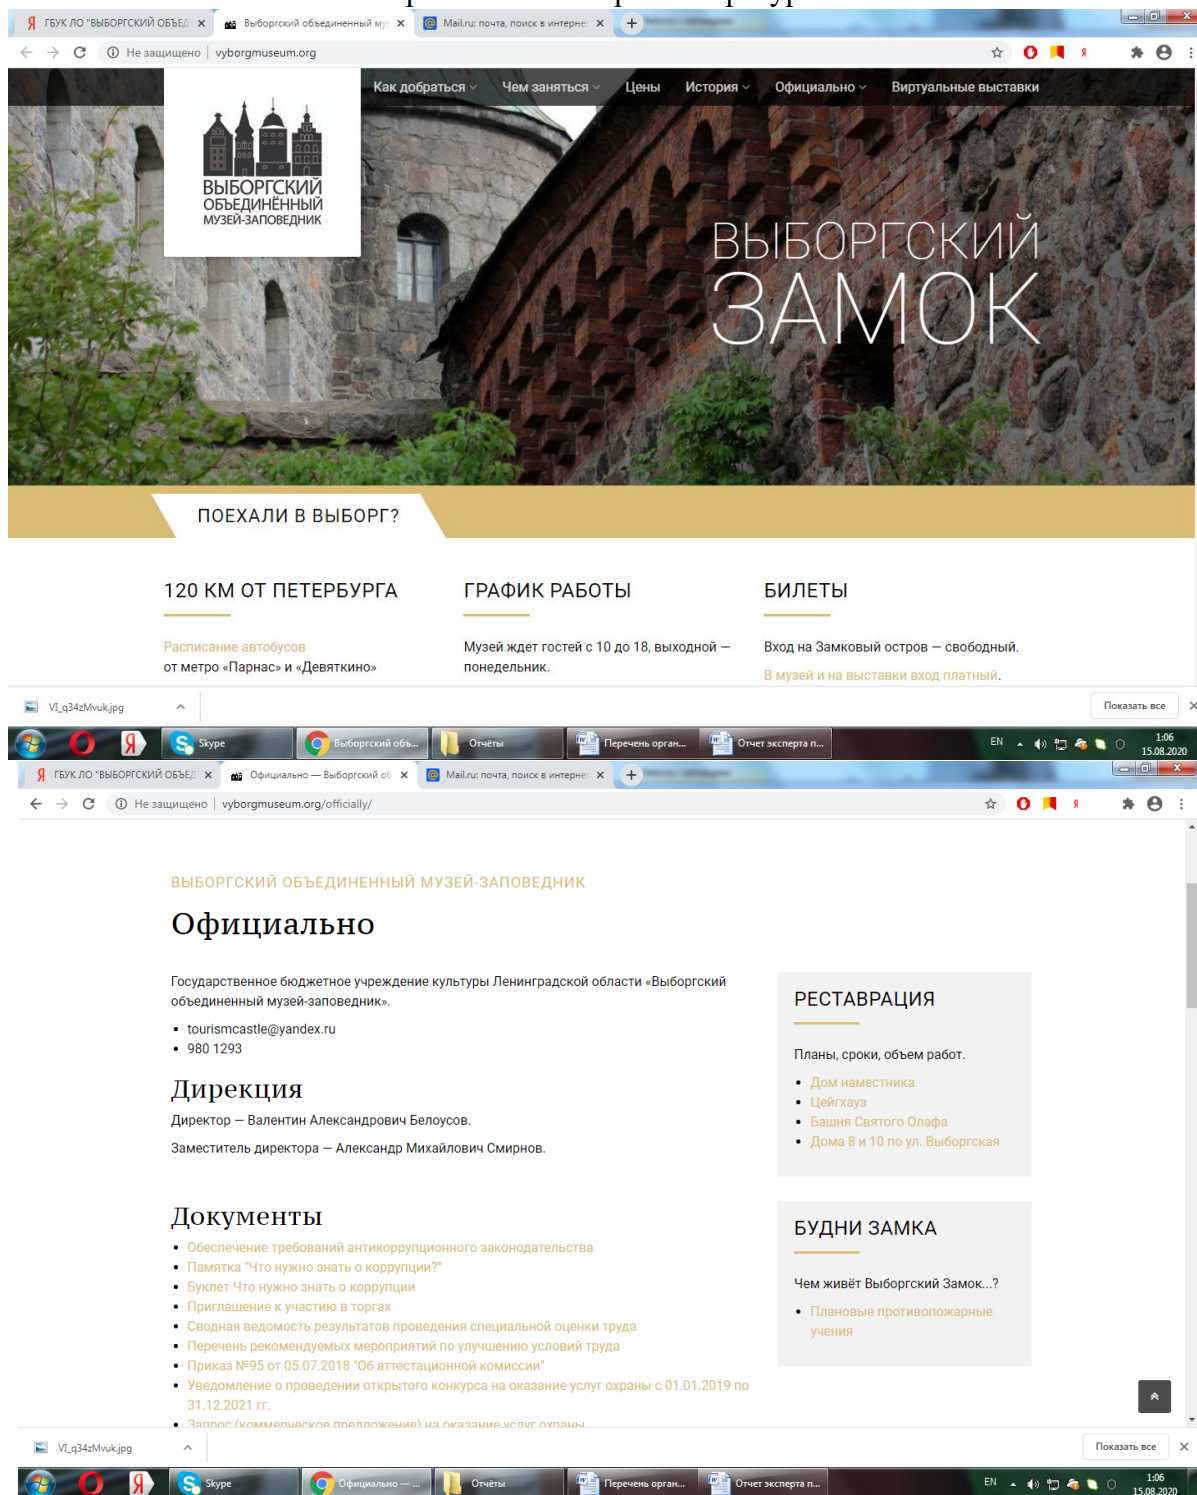 ГБУК ЛО "ВЫБОРГСКИЙ ОБЪЕД
Выборгский объединенный му
Mail.ru: почта, поиск в интернет
Не защищено | vyborgmuseum.org
Как добраться Чем заняться Цены История Официально Виртуальные выставки
ВЫБОРГСКИЙ
ОБЪЕДИНЁННЫЙ
МУЗЕЙ-ЗАПОВЕДНИК
ВЫБОРГСКИЙ
ЗАМОК
ПОЕХАЛИ В ВЫБОРГ?
120 КМ ОТ ПЕТЕРБУРГА
Расписание автобусов
от метро «Парнас» и «Девяткино»
ГРАФИК РАБОТЫ
Музей ждет гостей с 10 до 18, выходной —
понедельник.
БИЛЕТЫ
Вход на Замковый остров — свободный.
В музей и на выставки вход платный.
VI_q34zMvuk.jpg
Показать все
Skype Выборгский объ... Отчёты Перечень орган... Отчет эксперта п... EN 1:06
15.08.2020
ГБУК ЛО "ВЫБОРГСКИЙ ОБЪЕД
Официально — Выборгский об
Mail.ru: почта, поиск в интернет
Не защищено | vyborgmuseum.org/officially/
ВЫБОРГСКИЙ ОБЪЕДИНЕННЫЙ МУЗЕЙ-ЗАПОВЕДНИК
Официально
Государственное бюджетное учреждение культуры Ленинградской области «Выборгский
объединенный музей-заповедник».
• tourismcastle@yandex.ru
• 980 1293
Дирекция
Директор — Валентин Александрович Белоусов.
Заместитель директора — Александр Михайлович Смирнов.
Документы
• Обеспечение требований антикоррупционного законодательства
• Памятка "Что нужно знать о коррупции?"
• Буклет Что нужно знать о коррупции
• Приглашение к участию в торгах
• Сводная ведомость результатов проведения специальной оценки труда
• Перечень рекомендуемых мероприятий по улучшению условий труда
• Приказ №95 от 05.07.2018 "Об аттестационной комиссии"
• Уведомление о проведении открытого конкурса на оказание услуг охраны с 01.01.2019 по
31.12.2021 гг.
• Запрос (коммерческое предложение) на оказание услуг охраны
РЕСТАВРАЦИЯ
Планы, сроки, объем работ.
• Дом наместника
• Цейгхауз
• Башня Святого Олафа
• Дома 8 и 10 по ул. Выборгская
БУДНИ ЗАМКА
Чем живёт Выборгский Замок...?
• Плановые противопожарные
учения
VI_q34zMvuk.jpg
Показать все
Skype Официально — ... Отчёты Перечень орган... Отчет эксперта п... EN 1:06
15.08.2020